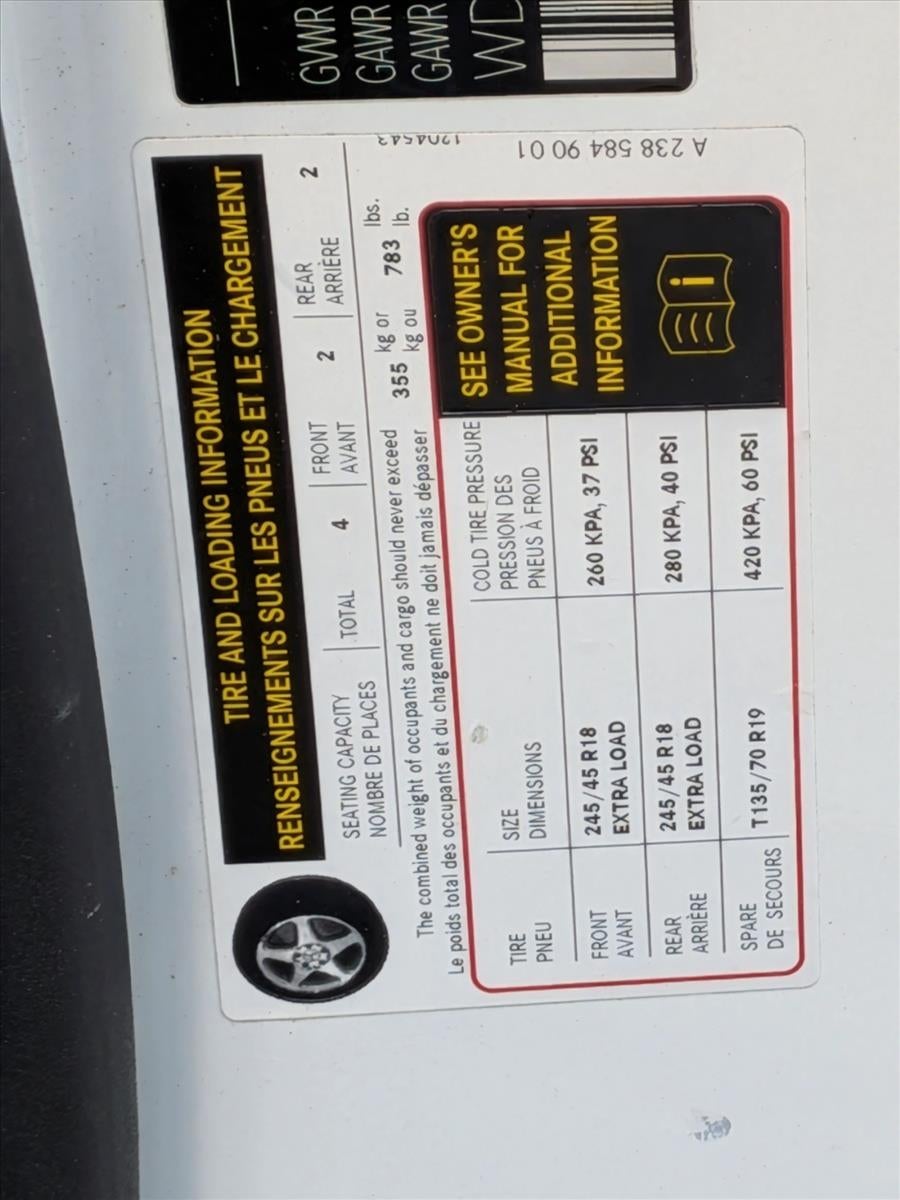 GVWR
GAWR
GAWR
WD
TIRE AND LOADING INFORMATION
RENSEIGNEMENTS SUR LES PNEUS ET LE CHARGEMENT
SEATING CAPACITY | TOTAL 4 | FRONT 2 | REAR 2
NOMBRE DE PLACES | AVANT | ARRIÈRE
The combined weight of occupants and cargo should never exceed 355 kg or 783 lbs.
Le poids total des occupants et du chargement ne doit jamais dépasser kg ou lb.
TIRE SIZE COLD TIRE PRESSURE
PNEU DIMENSIONS PRESSION DES
PNEUS À FROID
FRONT 245/45 R18 260 KPA, 37 PSI
AVANT EXTRA LOAD
REAR 245/45 R18 280 KPA, 40 PSI
ARRIÈRE EXTRA LOAD
SPARE T135/70 R19 420 KPA, 60 PSI
DE SECOURS
SEE OWNER'S
MANUAL FOR
ADDITIONAL
INFORMATION
i
A 238 584 90 01